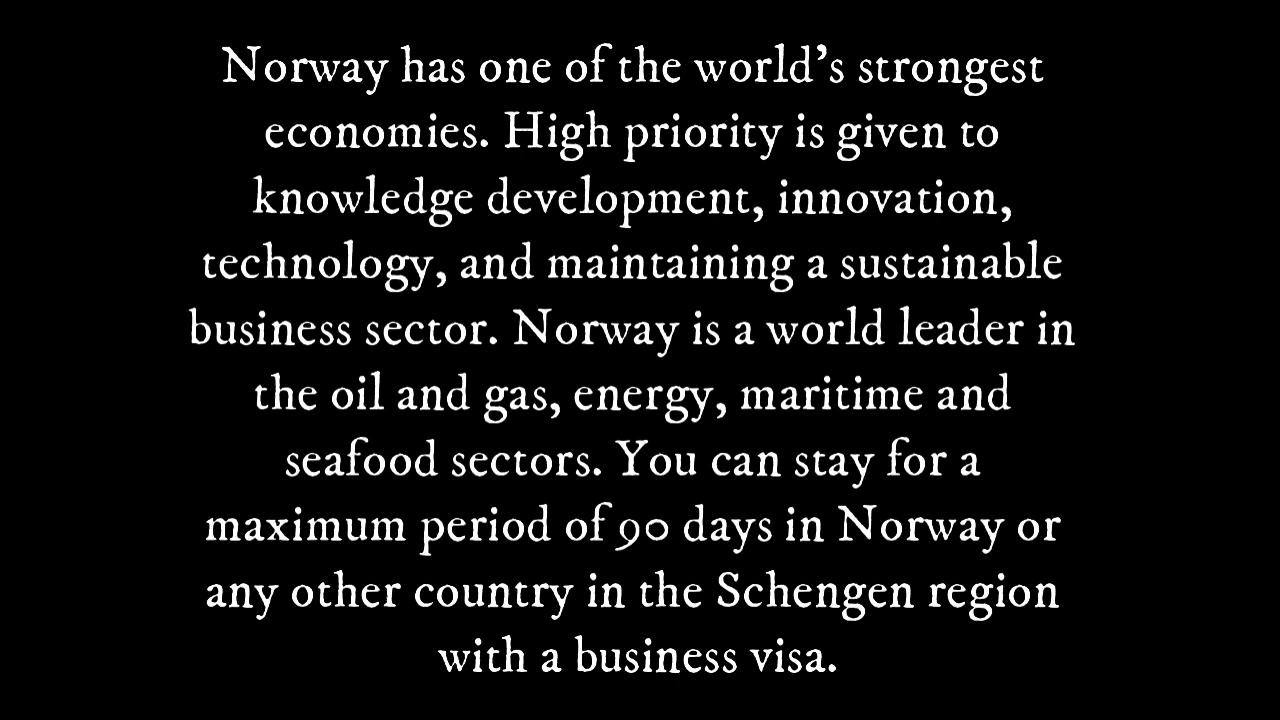 Norway has one of the world's strongest
economies. High priority is given to
knowledge development, innovation,
technology, and maintaining a sustainable
business sector. Norway is a world leader in
the oil and gas, energy, maritime and
seafood sectors. You can stay for a
maximum period of 90 days in Norway or
any other country in the Schengen region
with a business visa.